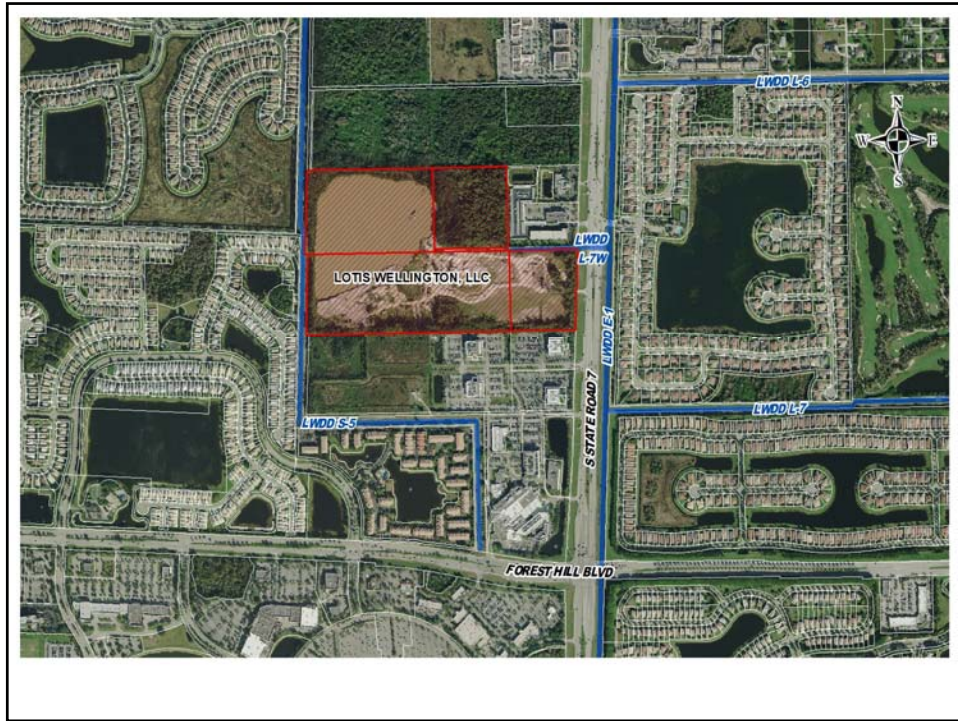 LWDD L-6
N
W E
S
LWDD
L-7W
LOTIS WELLINGTON, LLC
LWDD E-1
S STATE ROAD 7
LWDD L-7
LWDD S-5
FOREST HILL BLVD